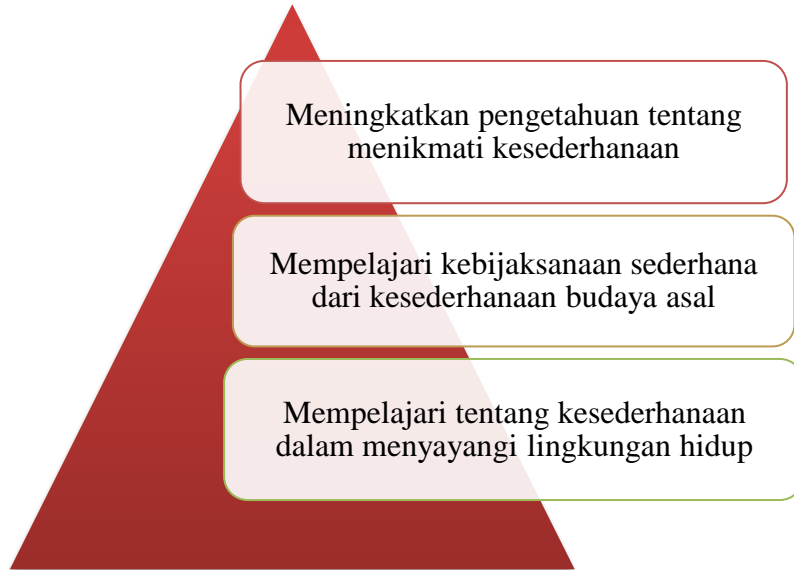 Meningkatkan pengetahuan tentang
menikmati kesederhanaan
Mempelajari kebijaksanaan sederhana
dari kesederhanaan budaya asal
Mempelajari tentang kesederhanaan
dalam menyayangi lingkungan hidup